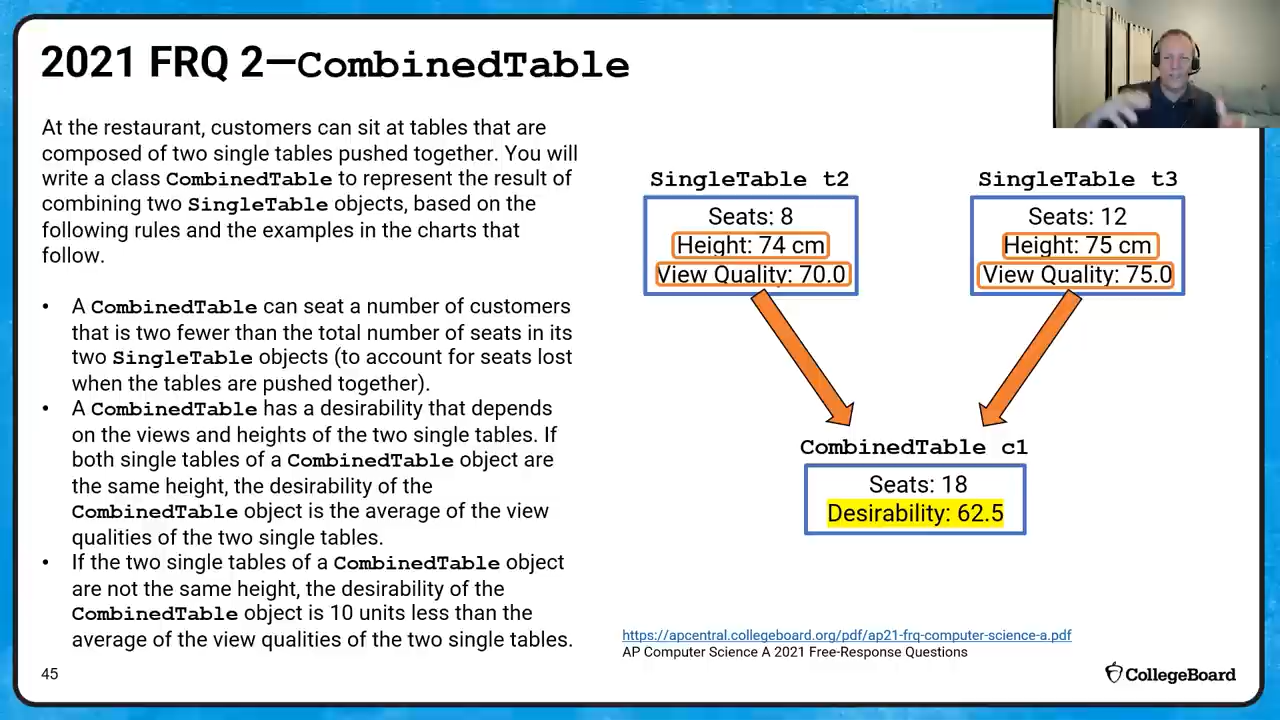 2021 FRQ 2—CombinedTable
At the restaurant, customers can sit at tables that are
composed of two single tables pushed together. You will
write a class CombinedTable to represent the result of
combining two SingleTable objects, based on the
following rules and the examples in the charts that
follow.
• A CombinedTable can seat a number of customers
that is two fewer than the total number of seats in its
two SingleTable objects (to account for seats lost
when the tables are pushed together).
• A CombinedTable has a desirability that depends
on the views and heights of the two single tables. If
both single tables of a CombinedTable object are
the same height, the desirability of the
CombinedTable object is the average of the view
qualities of the two single tables.
• If the two single tables of a CombinedTable object
are not the same height, the desirability of the
CombinedTable object is 10 units less than the
average of the view qualities of the two single tables.
SingleTable t2
Seats: 8
Height: 74 cm
View Quality: 70.0
SingleTable t3
Seats: 12
Height: 75 cm
View Quality: 75.0
CombinedTable c1
Seats: 18
Desirability: 62.5
https://apcentral.collegeboard.org/pdf/ap21-frq-computer-science-a.pdf
AP Computer Science A 2021 Free-Response Questions
45
CollegeBoard